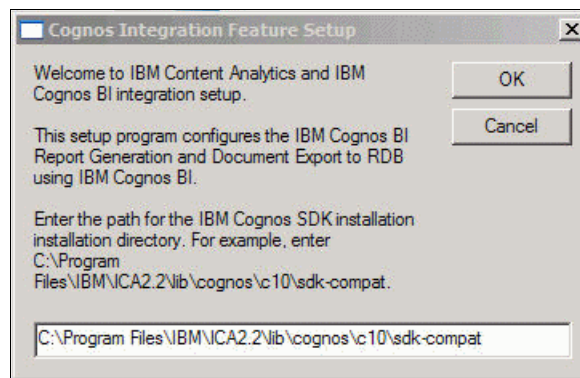 Cognos Integration Feature Setup
Welcome to IBM Content Analytics and IBM
Cognos BI integration setup.
This setup program configures the IBM Cognos BI
Report Generation and Document Export to RDB
using IBM Cognos BI.
Enter the path for the IBM Cognos SDK installation
installation directory. For example, enter
C:\Program
Files\IBM\ICA2.2\lib\cognos\c10\sdk-compat.
C:\Program Files\IBM\ICA2.2\lib\cognos\c10\sdk-compat
OK
Cancel